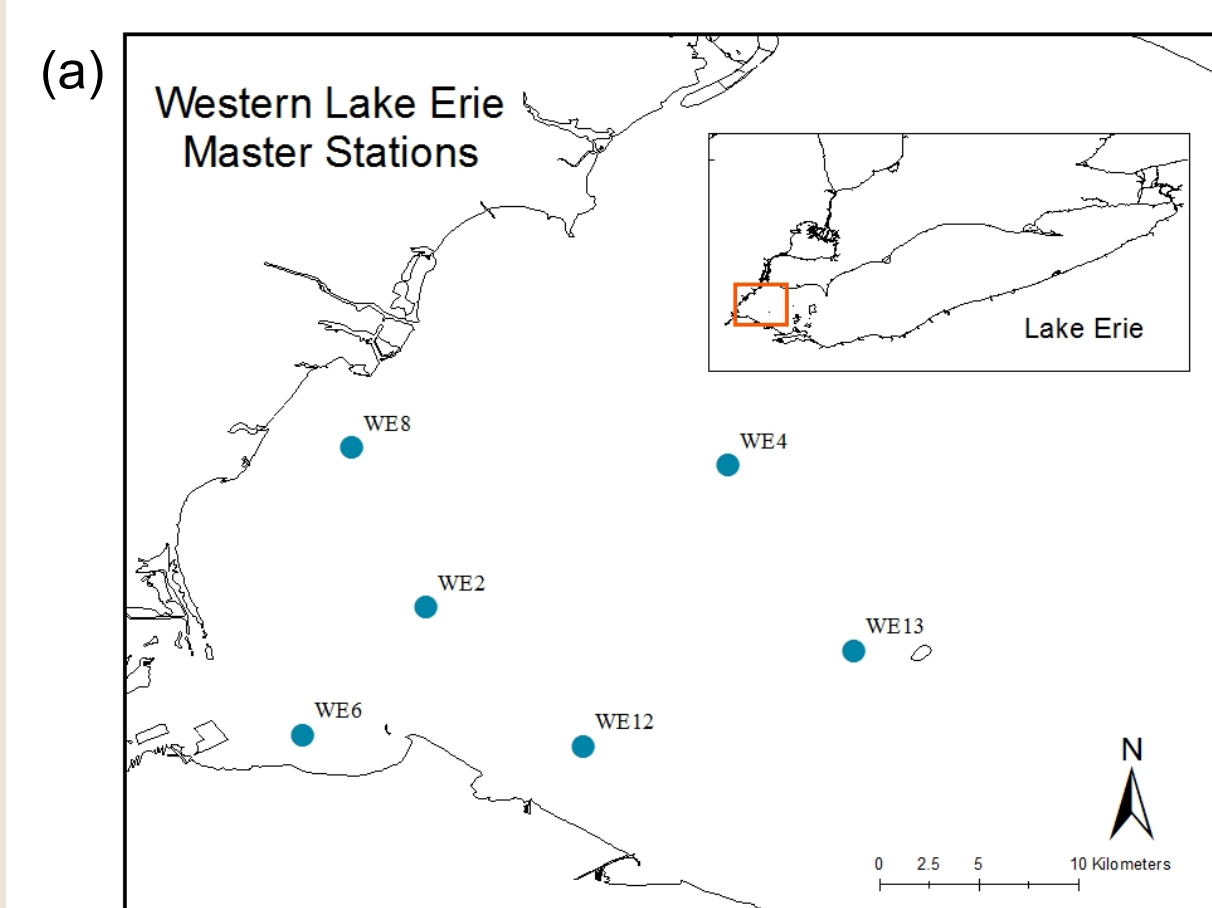 (a)
Western Lake Erie
Master Stations
Lake Erie
WE8
WE4
WE2
WE13
WE6
WE12
N
0 2.5 5 10 Kilometers